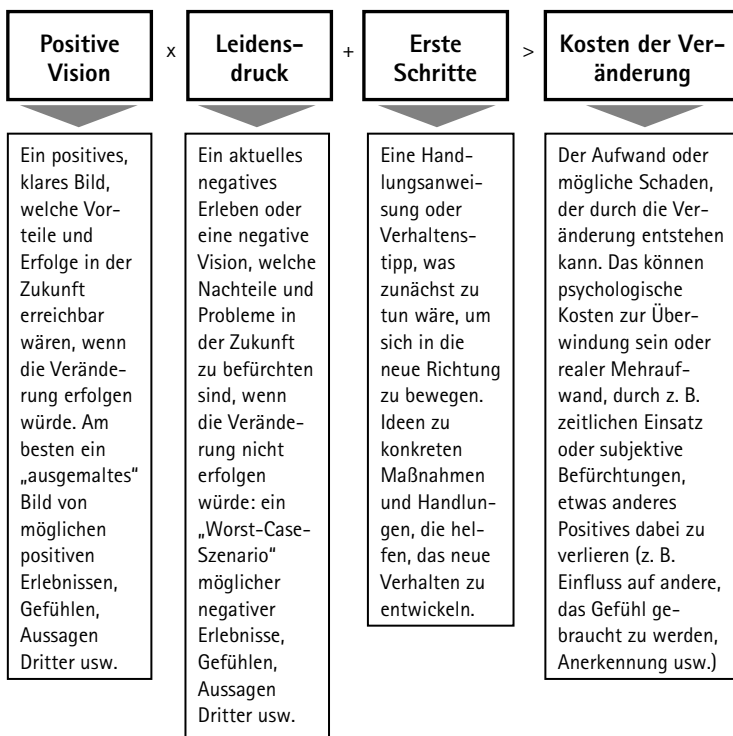 Positive
Vision
x
Leidens-
druck
+
Erste
Schritte
>
Kosten der Ver-
änderung
Ein positives,
klares Bild,
welche Vor-
teile und
Erfolge in der
Zukunft
erreichbar
wären, wenn
die Verände-
rung erfolgen
würde. Am
besten ein
„ausgemaltes"
Bild von
möglichen
positiven
Erlebnissen,
Gefühlen,
Aussagen
Dritter usw.
Ein aktuelles
negatives
Erleben oder
eine negative
Vision, welche
Nachteile und
Probleme in
der Zukunft
zu befürchten
sind, wenn
die Verände-
rung nicht
erfolgen
würde: ein
„Worst-Case-
Szenario"
möglicher
negativer
Erlebnisse,
Gefühlen,
Aussagen
Dritter usw.
Eine Hand-
lungsanwei-
sung oder
Verhaltens-
tipp, was
zunächst zu
tun wäre, um
sich in die
neue Richtung
zu bewegen.
Ideen zu
konkreten
Maßnahmen
und Handlun-
gen, die hel-
fen, das neue
Verhalten zu
entwickeln.
Der Aufwand oder
mögliche Schaden,
der durch die Ver-
änderung entstehen
kann. Das können
psychologische
Kosten zur Über-
windung sein oder
realer Mehrauf-
wand, durch z. B.
zeitlichen Einsatz
oder subjektive
Befürchtungen,
etwas anderes
Positives dabei zu
verlieren (z. B.
Einfluss auf andere,
das Gefühl ge-
braucht zu werden,
Anerkennung usw.)